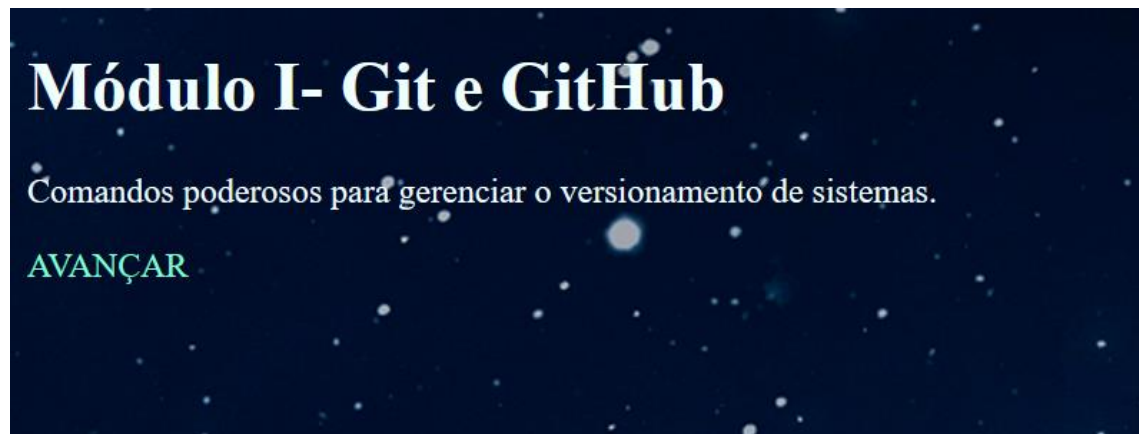 Módulo I- Git e GitHub
Comandos poderosos para gerenciar o versionamento de sistemas.
AVANÇAR